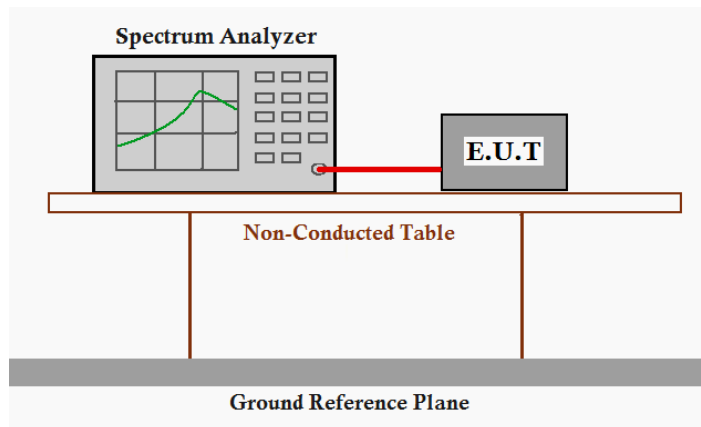 Spectrum Analyzer
E.U.T
Non-Conducted Table
Ground Reference Plane